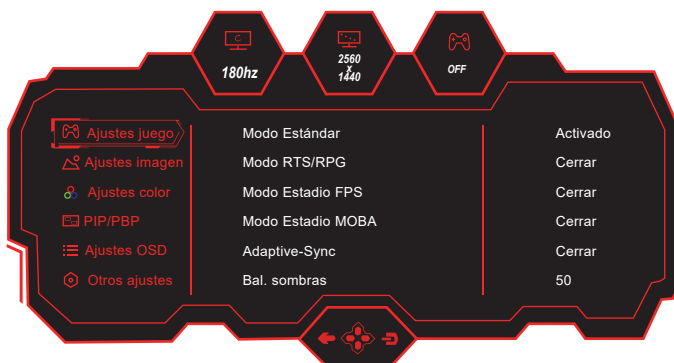 180hz
2560
x
1440
OFF
Ajustes juego
Modo Estándar
Activado
Ajustes imagen
Modo RTS/RPG
Cerrar
Ajustes color
Modo Estadio FPS
Cerrar
PIP/PBP
Modo Estadio MOBA
Cerrar
Ajustes OSD
Adaptive-Sync
Cerrar
Otros ajustes
Bal. sombras
50